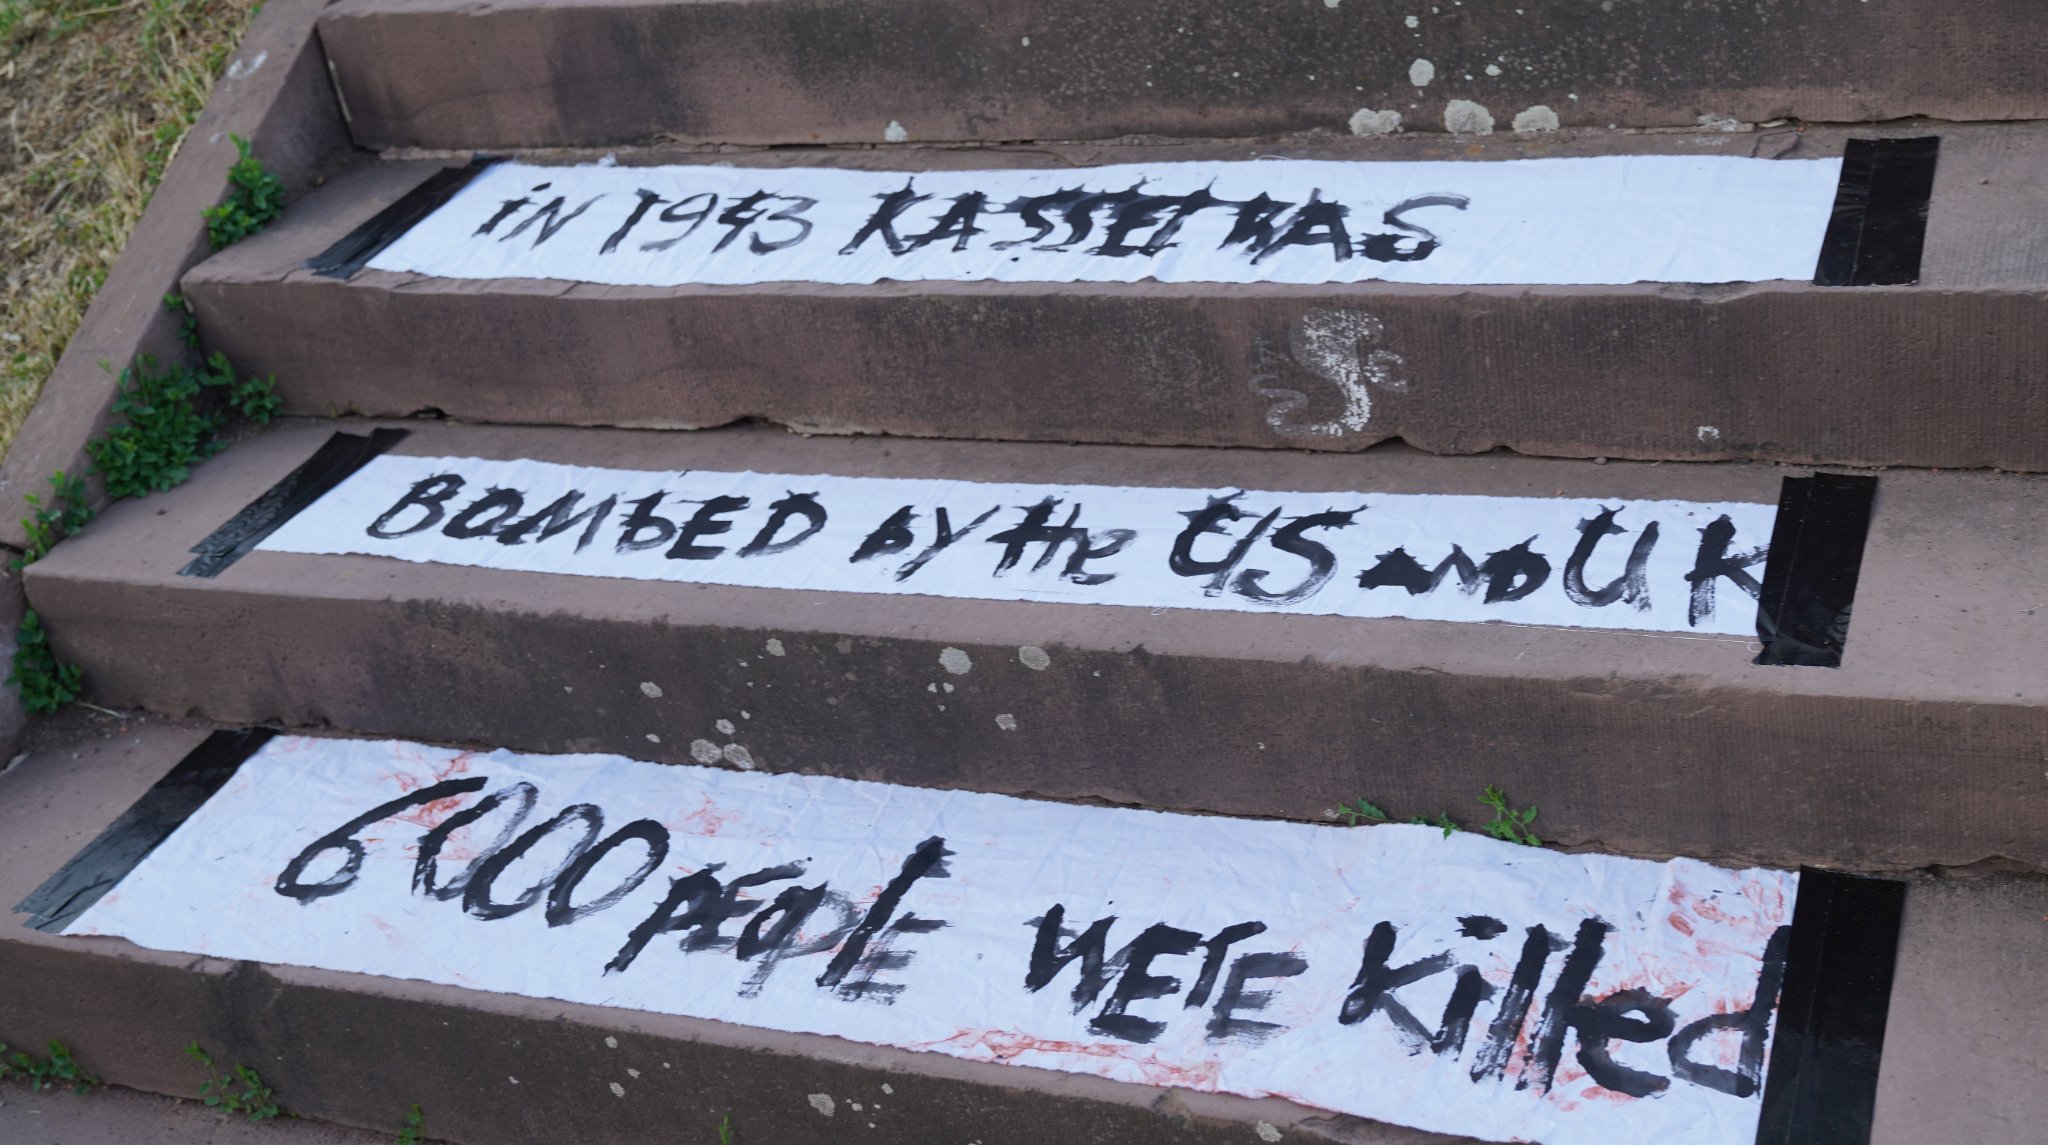 iN 1943 KASSEL WAS
BOMbED by the US and UK
6000 PEOPlE WERE killed